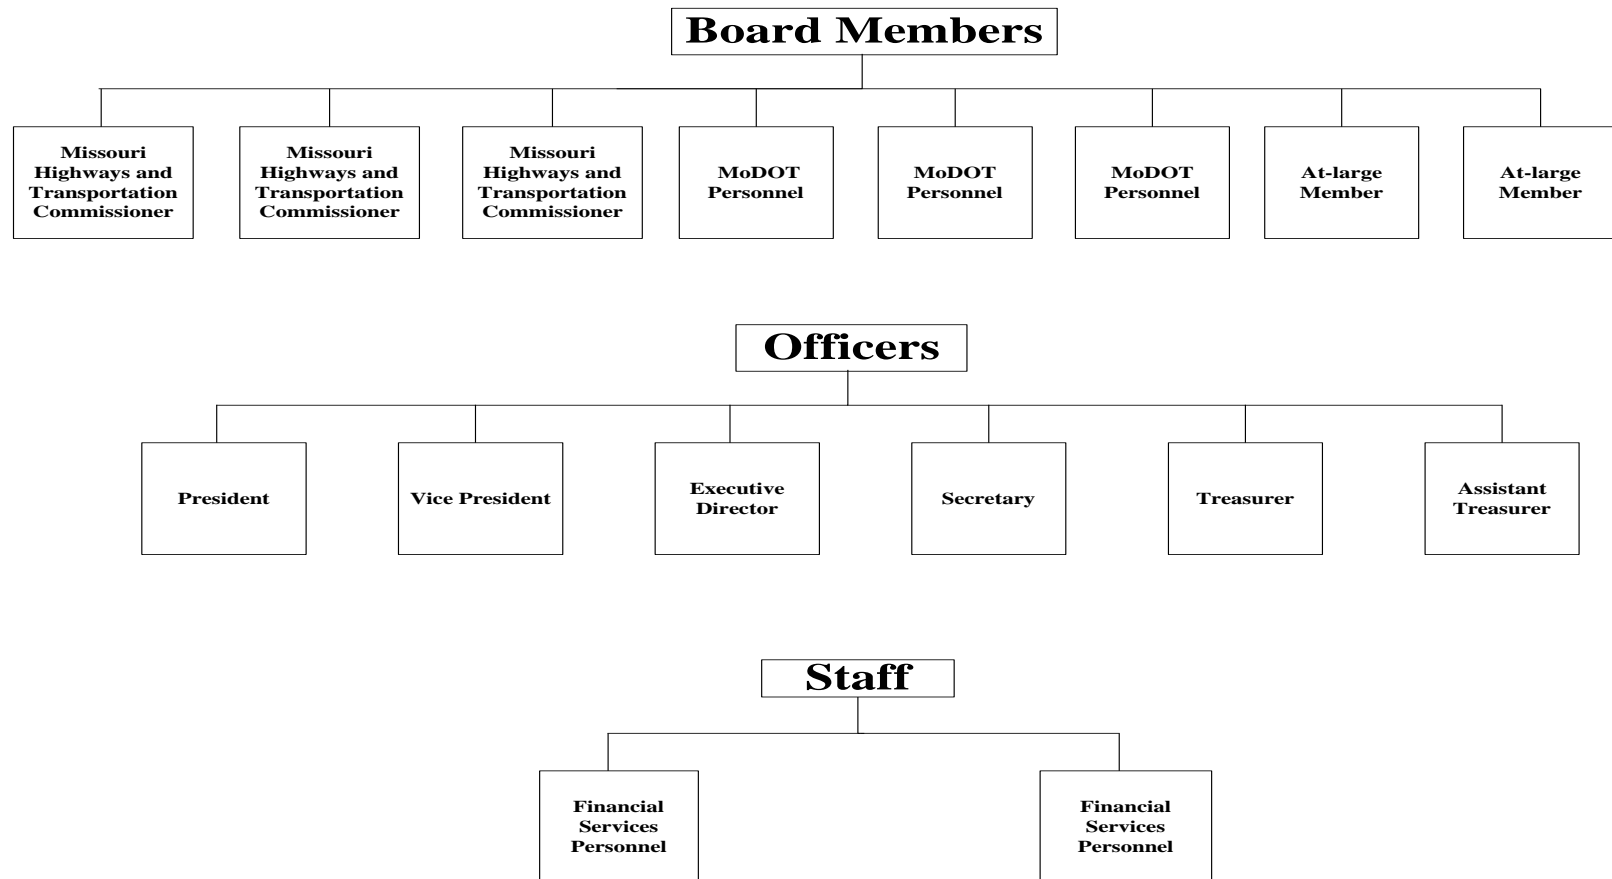 Board Members
Missouri
Highways and
Transportation
Commissioner
Missouri
Highways and
Transportation
Commissioner
Missouri
Highways and
Transportation
Commissioner
MoDOT
Personnel
MoDOT
Personnel
MoDOT
Personnel
At-large
Member
At-large
Member
Officers
President
Vice President
Executive
Director
Secretary
Treasurer
Assistant
Treasurer
Staff
Financial
Services
Personnel
Financial
Services
Personnel